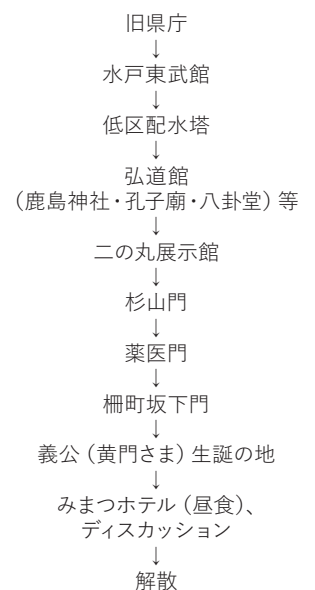 旧県庁
↓
水戸東武館
↓
低区配水塔
↓
弘道館
（鹿島神社・孔子廟・八卦堂）等
↓
二の丸展示館
↓
杉山門
↓
薬医門
↓
柵町坂下門
↓
義公（黄門さま）生誕の地
↓
みまつホテル（昼食）、
ディスカッション
↓
解散